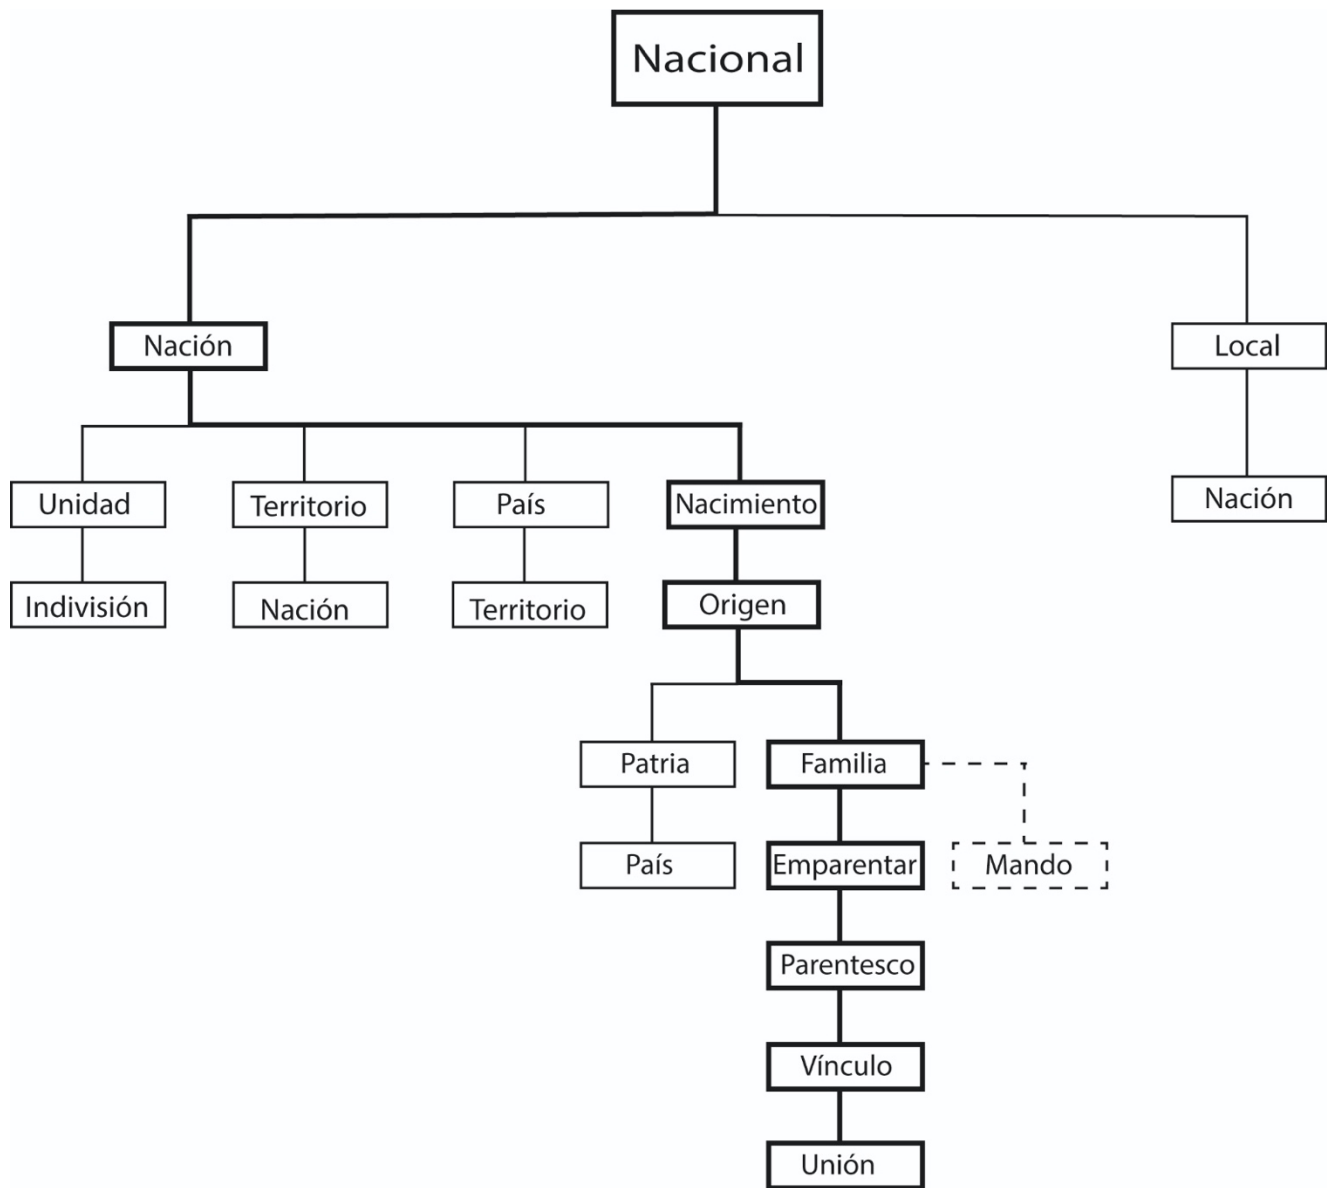 Nacional
Nación
Local
Unidad
Territorio
País
Nacimiento
Nación
Indivisión
Nación
Territorio
Origen
Patria
Familia
País
Emparentar
Mando
Parentesco
Vínculo
Unión